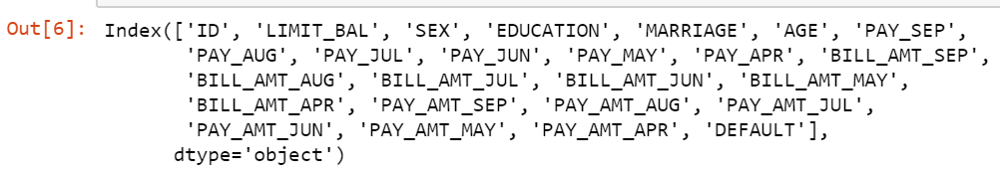 Out[6]: Index(['ID', 'LIMIT_BAL', 'SEX', 'EDUCATION', 'MARRIAGE', 'AGE', 'PAY_SEP',
'PAY_AUG', 'PAY_JUL', 'PAY_JUN', 'PAY_MAY', 'PAY_APR', 'BILL_AMT_SEP',
'BILL_AMT_AUG', 'BILL_AMT_JUL', 'BILL_AMT_JUN', 'BILL_AMT_MAY',
'BILL_AMT_APR', 'PAY_AMT_SEP', 'PAY_AMT_AUG', 'PAY_AMT_JUL',
'PAY_AMT_JUN', 'PAY_AMT_MAY', 'PAY_AMT_APR', 'DEFAULT'],
dtype='object')